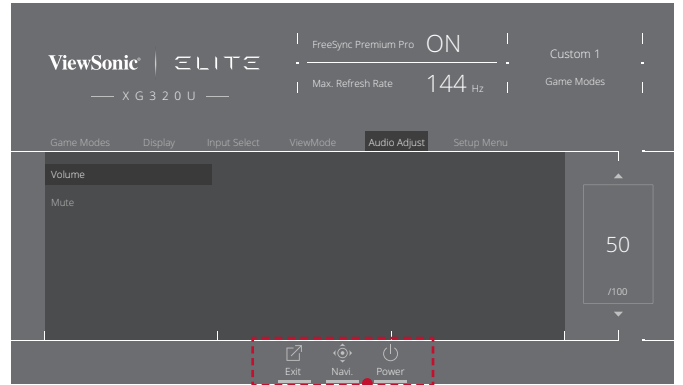 ViewSonic® | ELITE
XG320U
FreeSync Premium Pro ON
Max. Refresh Rate 144 Hz
Custom 1
Game Modes
Game Modes Display Input Select ViewMode Audio Adjust Setup Menu
Volume
Mute
50
/100
Exit Navi. Power